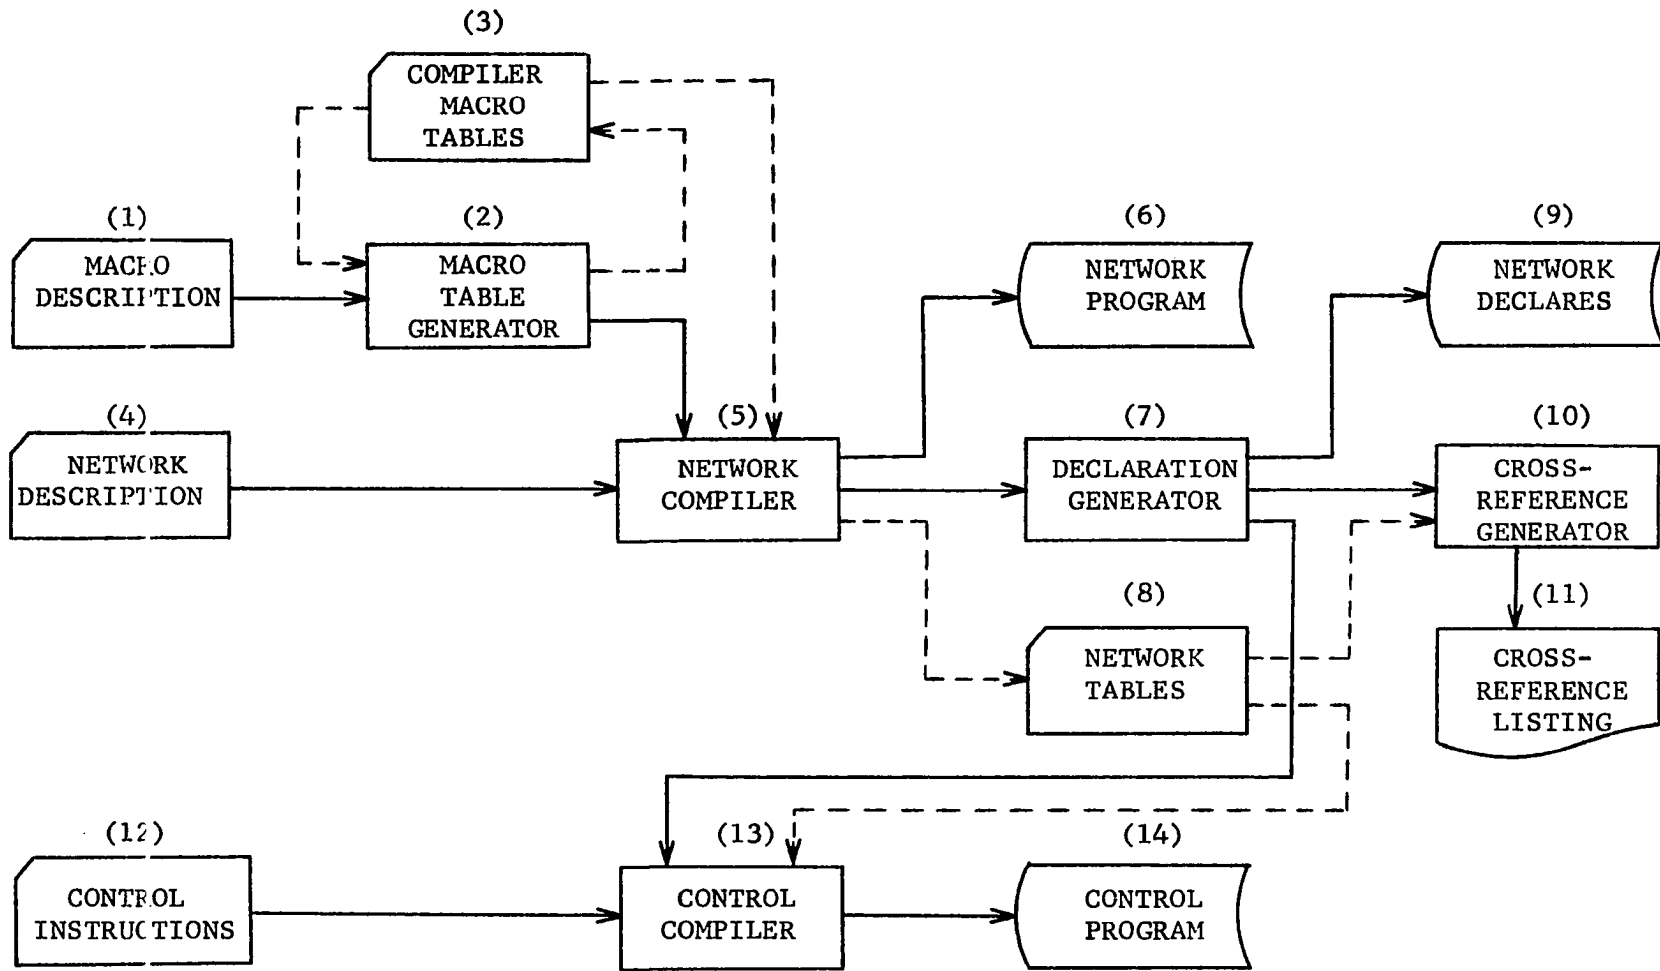 (3)
COMPILER
MACRO
TABLES
(1)
MACRO
DESCRIPTION
(2)
MACRO
TABLE
GENERATOR
(6)
NETWORK
PROGRAM
(9)
NETWORK
DECLARES
(4)
NETWORK
DESCRIPTION
(5)
NETWORK
COMPILER
(7)
DECLARATION
GENERATOR
(10)
CROSS-
REFERENCE
GENERATOR
(8)
NETWORK
TABLES
(11)
CROSS-
REFERENCE
LISTING
(12)
CONTROL
INSTRUCTIONS
(13)
CONTROL
COMPILER
(14)
CONTROL
PROGRAM